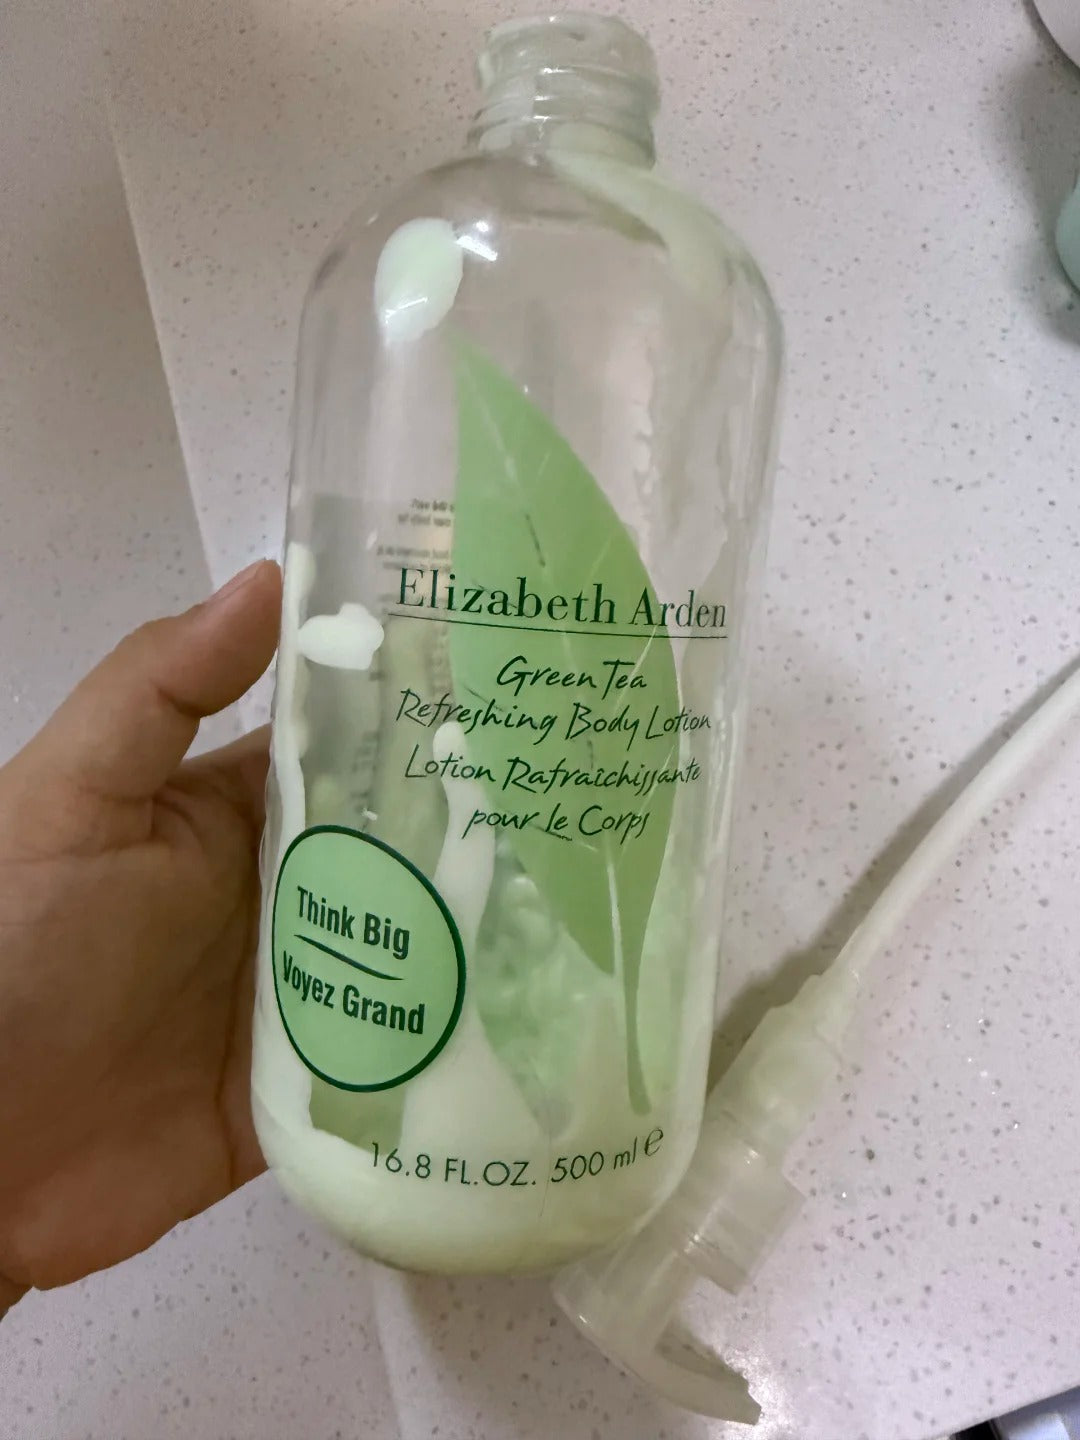 Elizabeth Arden
Green Tea
Refreshing Body Lotion
Lotion Rafraîchissante
pour le Corps
Think Big
Voyez Grand
16.8 FL.OZ. 500 ml ℮